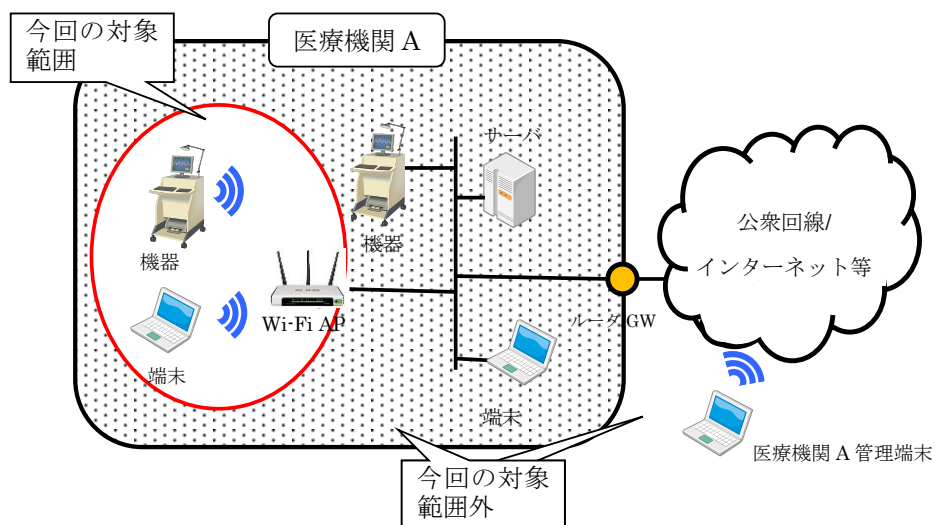 今回の対象
範囲
医療機関 A
サーバ
機器
機器
公衆回線/
インターネット等
Wi-Fi AP
ルータ GW
端末
端末
医療機関 A 管理端末
今回の対象
範囲外